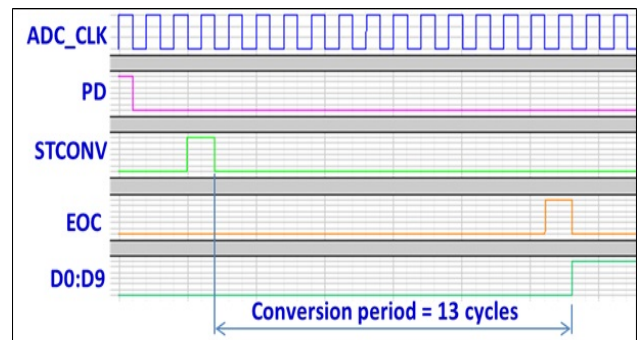 ADC_CLK
PD
STCONV
EOC
D0:D9
Conversion period = 13 cycles